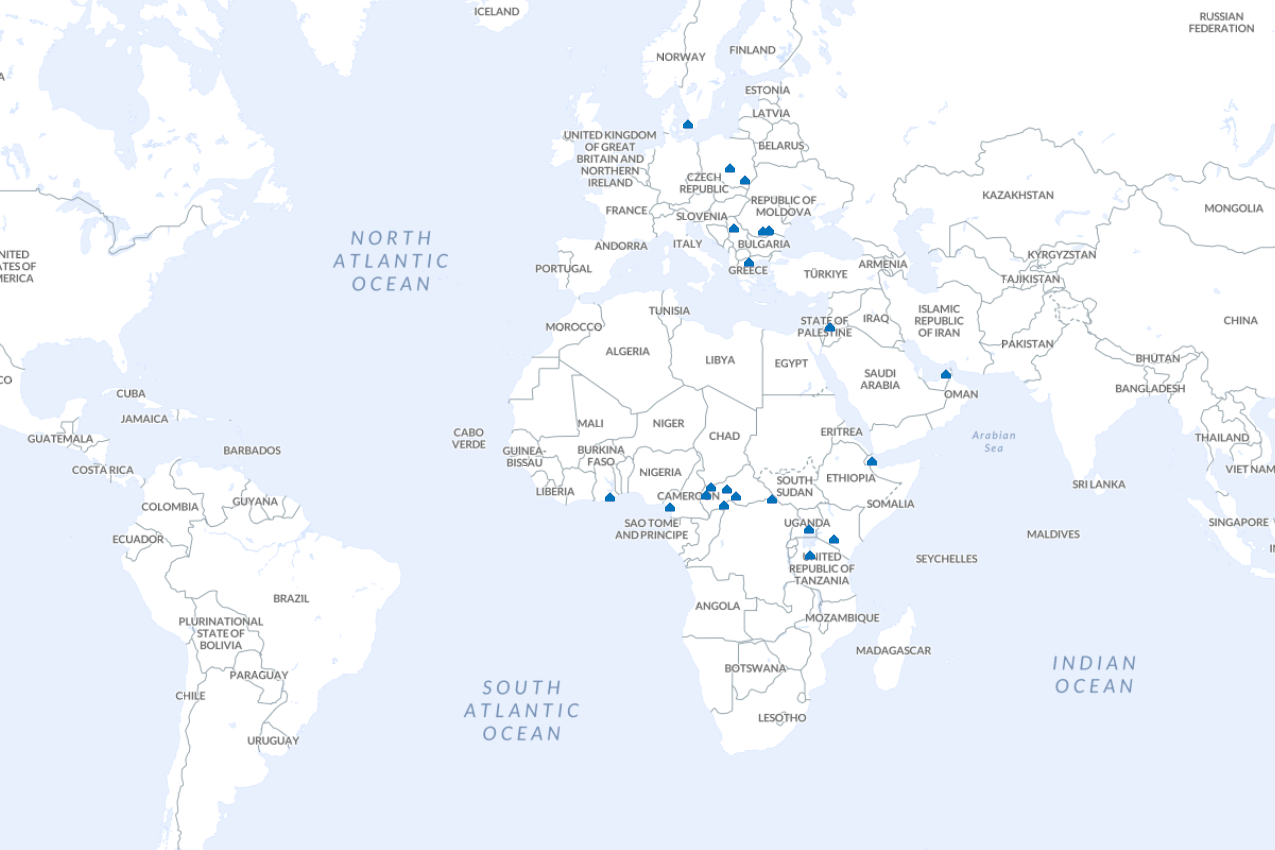 ICELAND
RUSSIAN
FEDERATION
NORWAY
FINLAND
ESTONIA
LATVIA
BELARUS
UNITED KINGDOM
OF GREAT
BRITAIN AND
NORTHERN
IRELAND
CZECH
REPUBLIC
KAZAKHSTAN
MONGOLIA
REPUBLIC OF
MOLDOVA
FRANCE
SLOVENIA
ANDORRA
ITALY
BULGARIA
PORTUGAL
GREECE
TÜRKIYE
ARMENIA
KYRGYZSTAN
TAJIKISTAN
NITED
ATES OF
MERICA
NORTH
ATLANTIC
OCEAN
TUNISIA
MOROCCO
STATE OF
PALESTINE
IRAQ
ISLAMIC
REPUBLIC
OF IRAN
PAKISTAN
CHINA
ALGERIA
LIBYA
EGYPT
SAUDI
ARABIA
OMAN
BHUTAN
BANGLADESH
CO
CUBA
JAMAICA
GUATEMALA
BARBADOS
COSTA RICA
CABO
VERDE
MALI
NIGER
CHAD
ERITREA
Arabian
Sea
THAILAND
GUINEA-
BISSAU
BURKINA
FASO
NIGERIA
ETHIOPIA
SOUTH
SUDAN
SRI LANKA
VIET NAM
LIBERIA
CAMEROON
SOMALIA
COLOMBIA
GUYANA
ECUADOR
SAO TOME
AND PRINCIPE
UGANDA
MALDIVES
SINGAPORE
IN
SEYCHELLES
UNITED
REPUBLIC OF
TANZANIA
BRAZIL
ANGOLA
MOZAMBIQUE
PLURINATIONAL
STATE OF
BOLIVIA
MADAGASCAR
BOTSWANA
PARAGUAY
INDIAN
OCEAN
CHILE
SOUTH
ATLANTIC
OCEAN
LESOTHO
URUGUAY